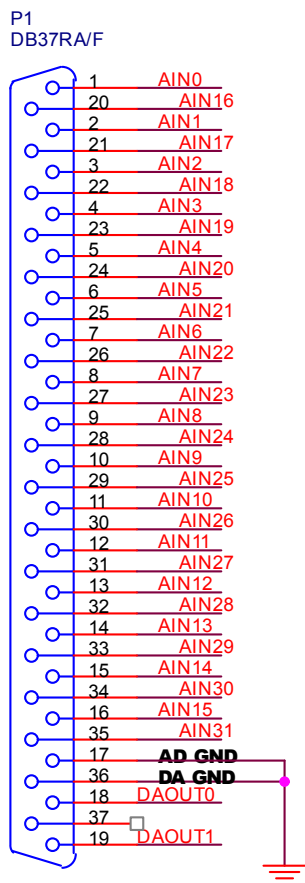 P1
DB37RA/F
1 AIN0
20 AIN16
2 AIN1
21 AIN17
3 AIN2
22 AIN18
4 AIN3
23 AIN19
5 AIN4
24 AIN20
6 AIN5
25 AIN21
7 AIN6
26 AIN22
8 AIN7
27 AIN23
9 AIN8
28 AIN24
10 AIN9
29 AIN25
11 AIN10
30 AIN26
12 AIN11
31 AIN27
13 AIN12
32 AIN28
14 AIN13
33 AIN29
15 AIN14
34 AIN30
16 AIN15
35 AIN31
17 AD GND
36 DA GND
18 DAOUT0
37
19 DAOUT1